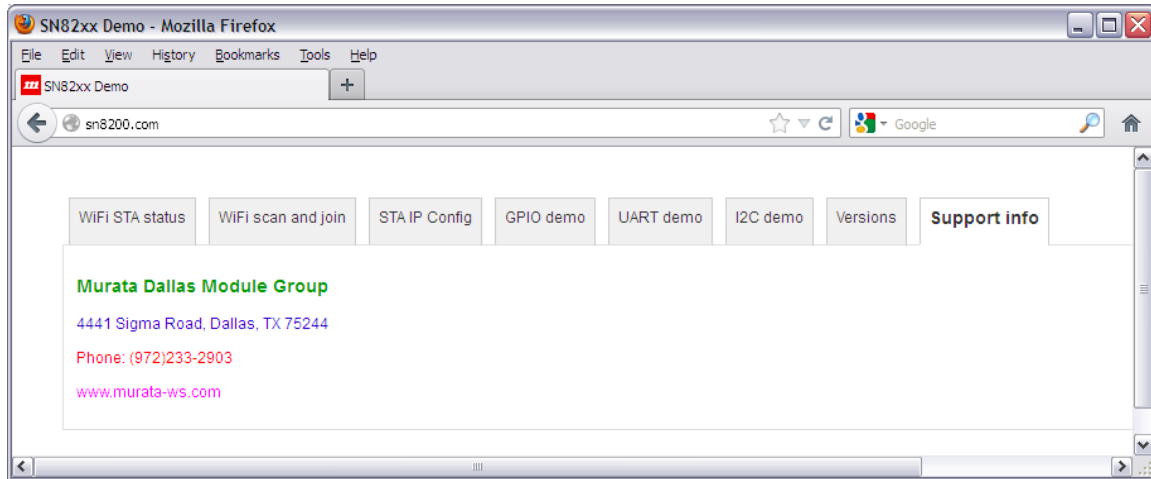 SN82xx Demo - Mozilla Firefox
File Edit View History Bookmarks Tools Help
m SN82xx Demo +
sn8200.com Google
WiFi STA status WiFi scan and join STA IP Config GPIO demo UART demo I2C demo Versions Support info
Murata Dallas Module Group
4441 Sigma Road, Dallas, TX 75244
Phone: (972)233-2903
www.murata-ws.com